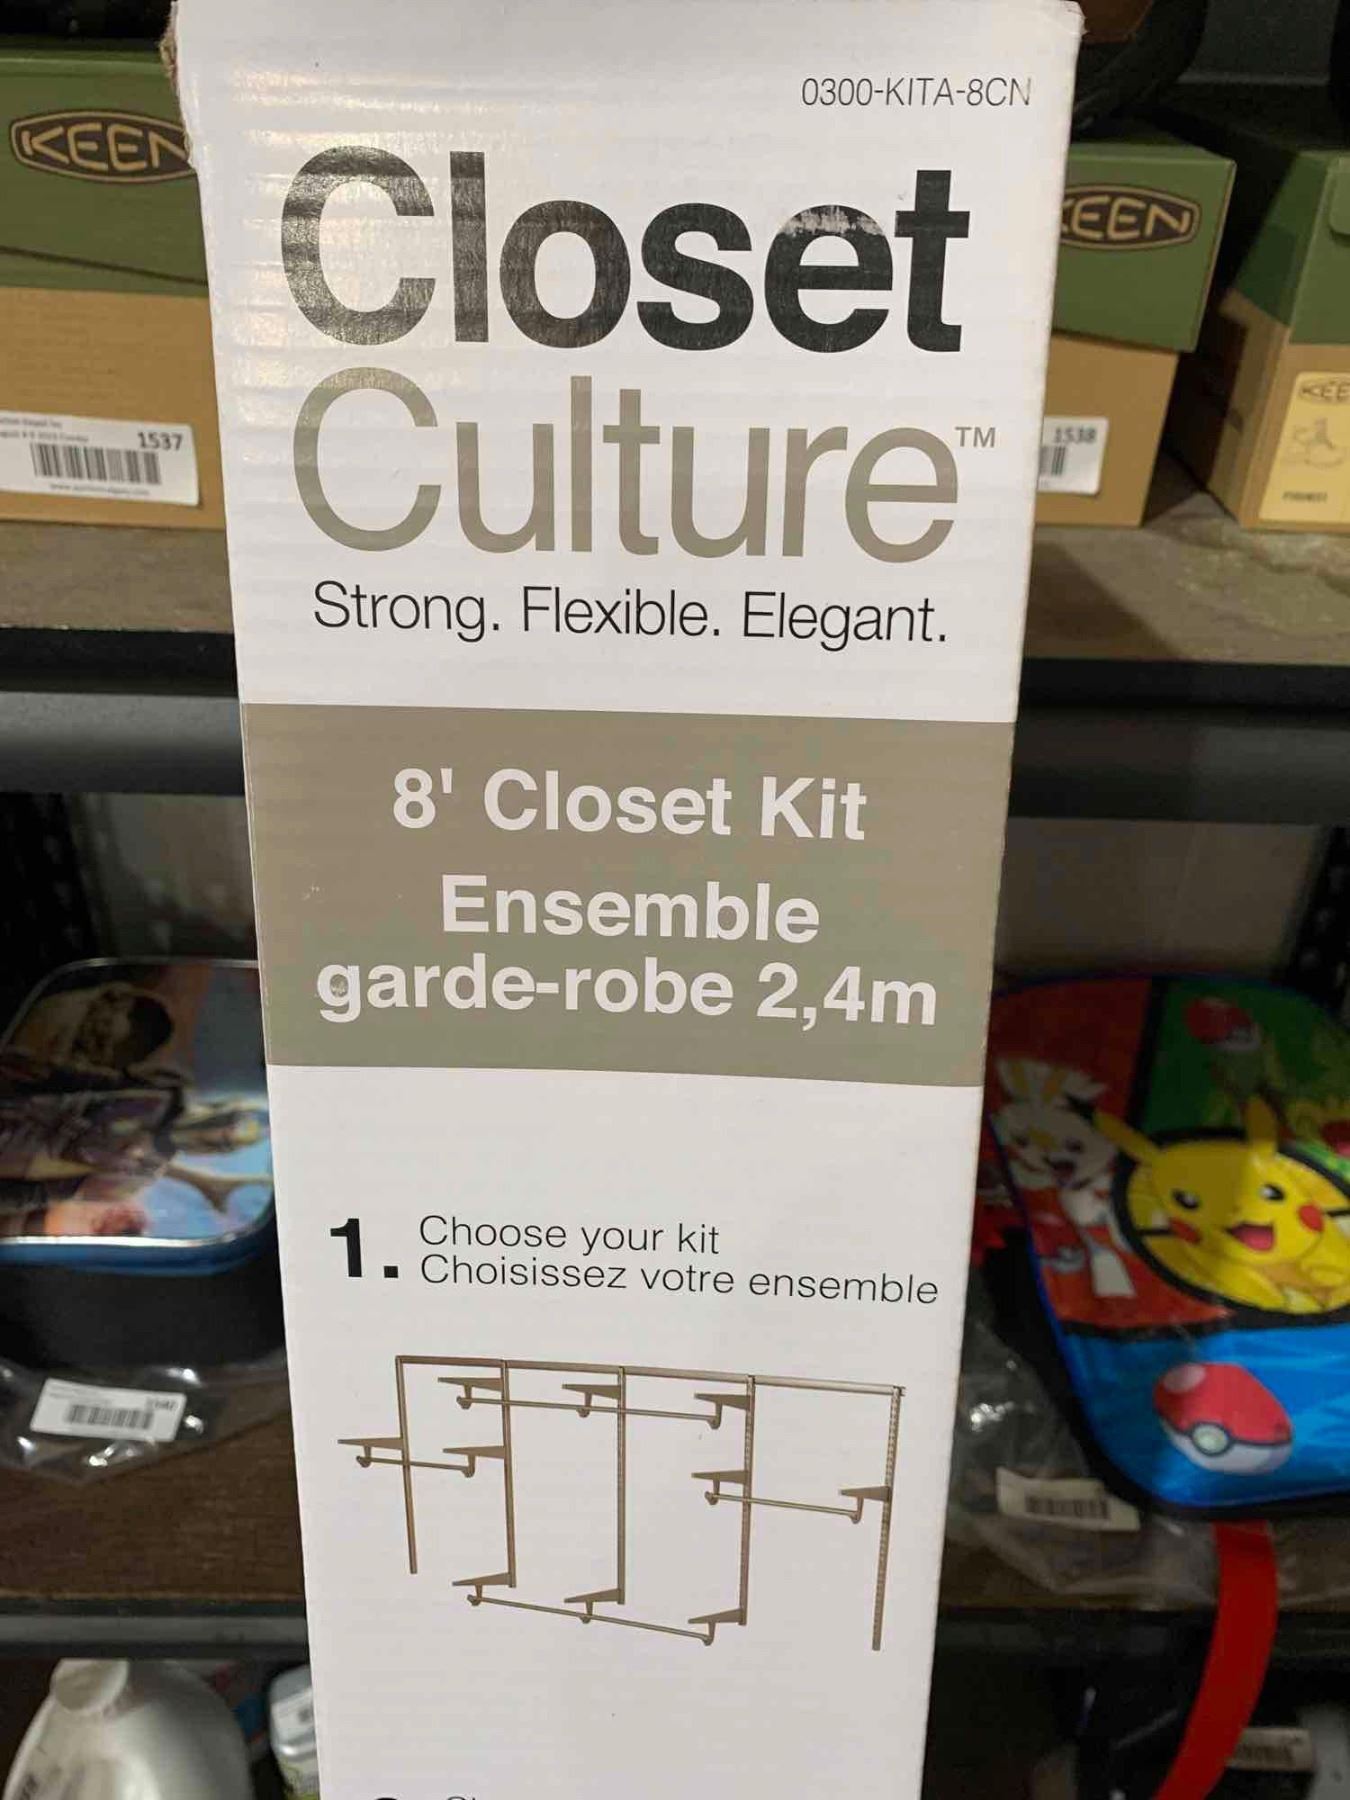 0300-KITA-8CN
KEEN
Closet
KEEN
Culture™
1537
1538
Strong. Flexible. Elegant.
8' Closet Kit
Ensemble
garde-robe 2,4m
1. Choose your kit
Choisissez votre ensemble